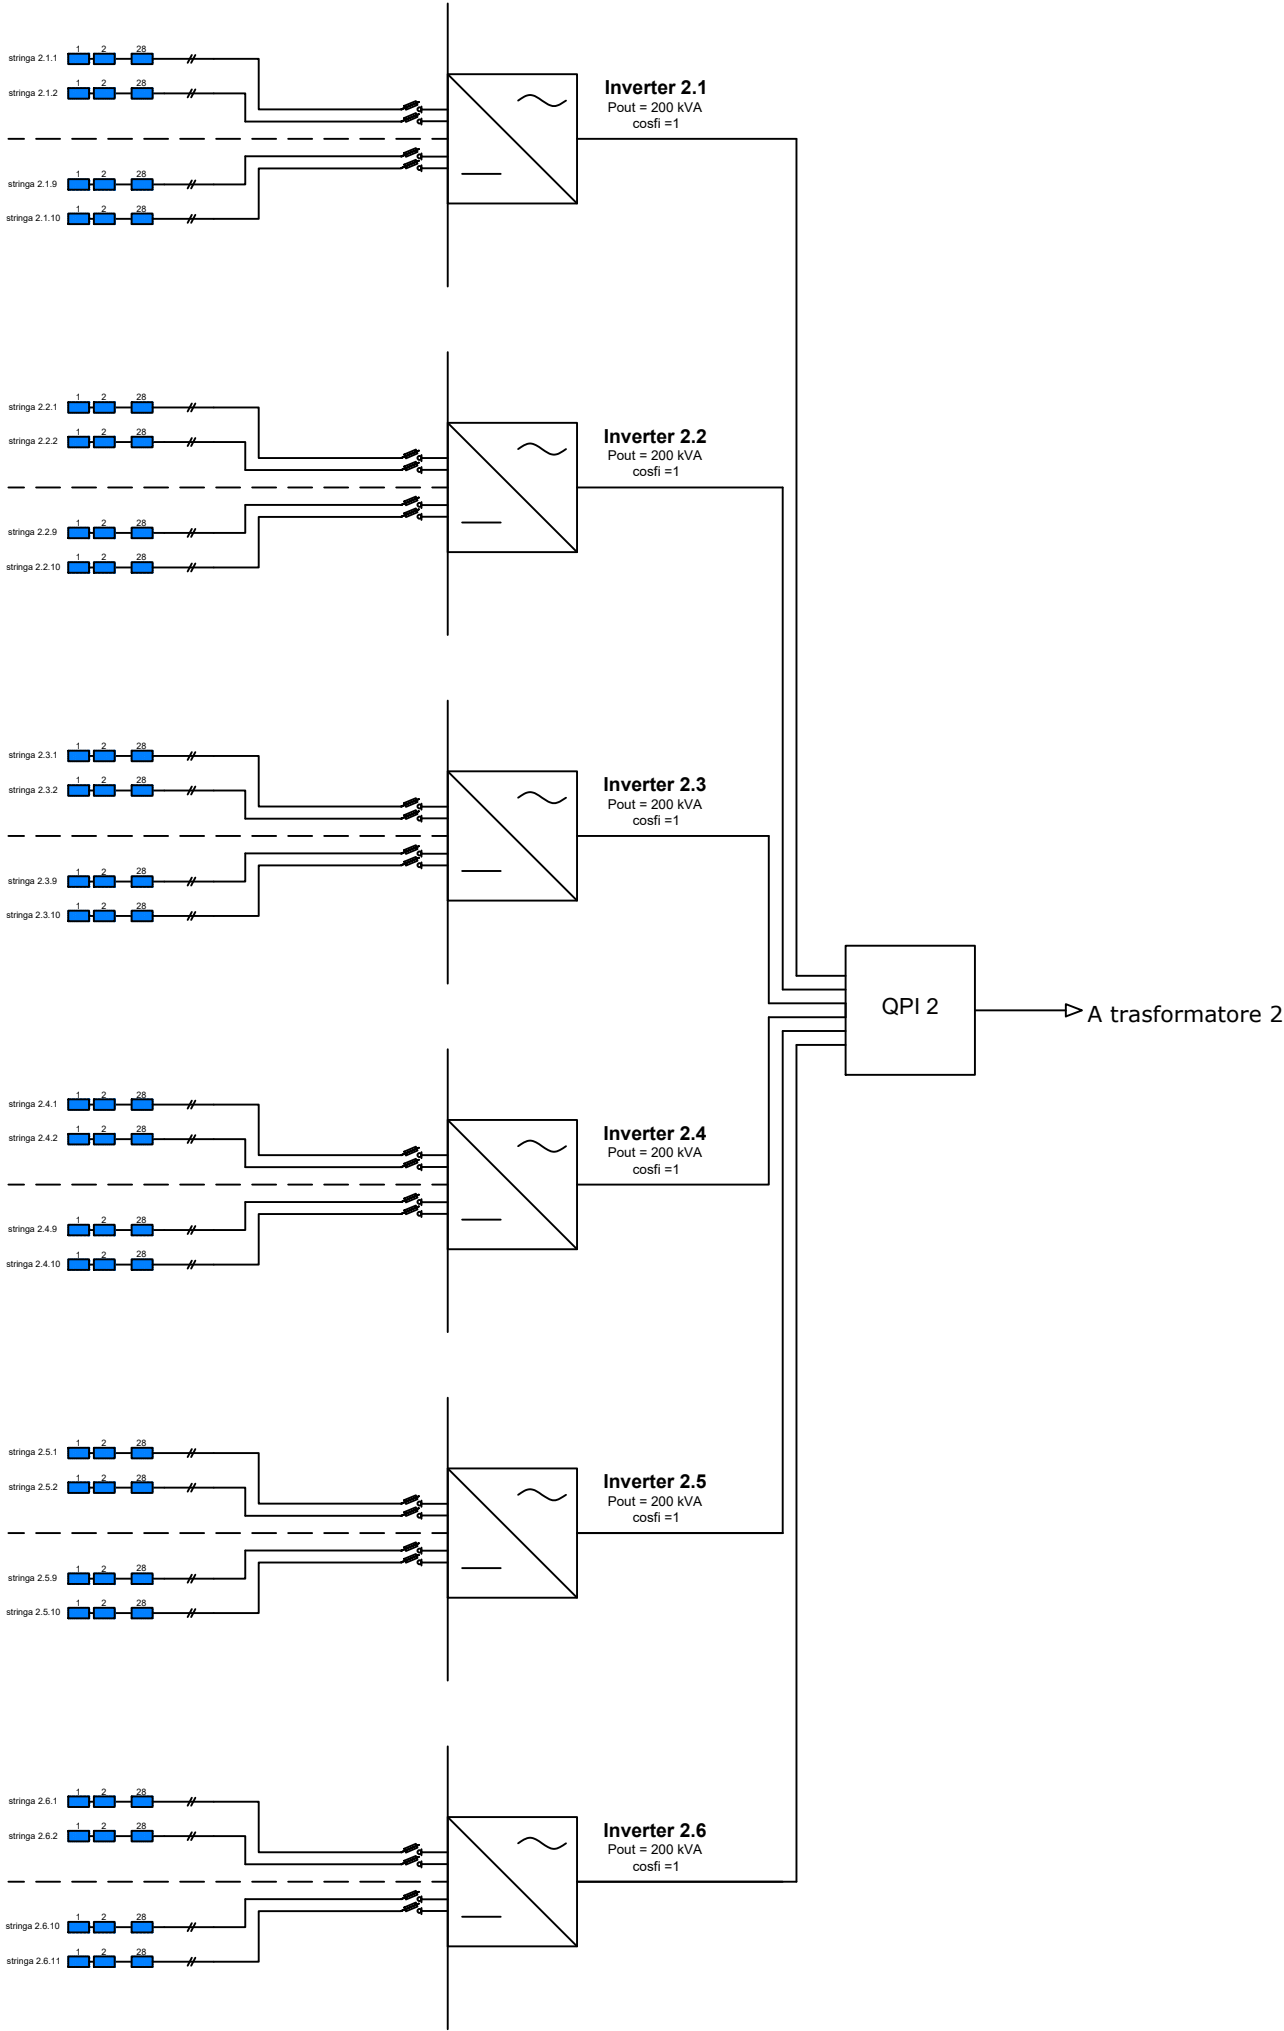 1 2 28
stringa 2.1.1
1 2 28
stringa 2.1.2
Inverter 2.1
Pout = 200 kVA
cosfi =1
1 2 28
stringa 2.1.9
1 2 28
stringa 2.1.10
1 2 28
stringa 2.2.1
1 2 28
stringa 2.2.2
Inverter 2.2
Pout = 200 kVA
cosfi =1
1 2 28
stringa 2.2.9
1 2 28
stringa 2.2.10
1 2 28
stringa 2.3.1
1 2 28
stringa 2.3.2
Inverter 2.3
Pout = 200 kVA
cosfi =1
1 2 28
stringa 2.3.9
1 2 28
stringa 2.3.10
QPI 2
A trasformatore 2
1 2 28
stringa 2.4.1
1 2 28
stringa 2.4.2
Inverter 2.4
Pout = 200 kVA
cosfi =1
1 2 28
stringa 2.4.9
1 2 28
stringa 2.4.10
1 2 28
stringa 2.5.1
1 2 28
stringa 2.5.2
Inverter 2.5
Pout = 200 kVA
cosfi =1
1 2 28
stringa 2.5.9
1 2 28
stringa 2.5.10
1 2 28
stringa 2.6.1
1 2 28
stringa 2.6.2
Inverter 2.6
Pout = 200 kVA
cosfi =1
1 2 28
stringa 2.6.10
1 2 28
stringa 2.6.11